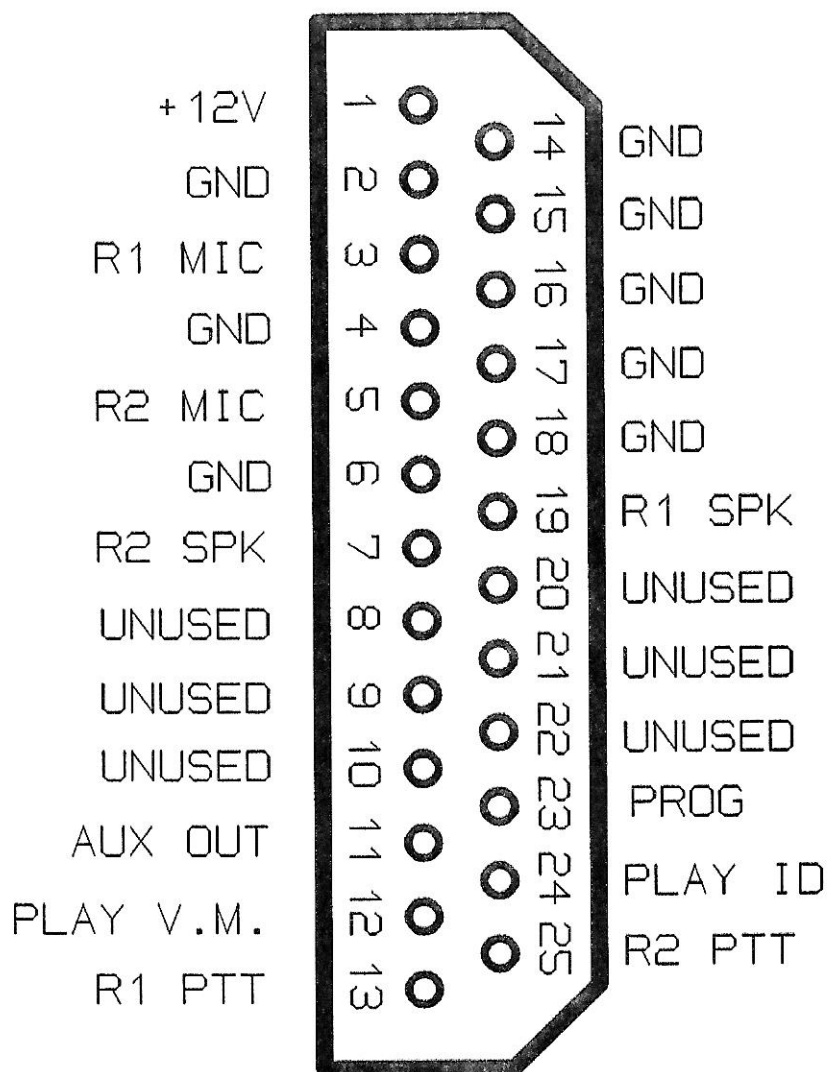 +12V 1
14 GND
GND 2
15 GND
R1 MIC 3
16 GND
GND 4
17 GND
R2 MIC 5
18 GND
GND 6
19 R1 SPK
R2 SPK 7
20 UNUSED
UNUSED 8
21 UNUSED
UNUSED 9
22 UNUSED
UNUSED 10
23 PROG
AUX OUT 11
24 PLAY ID
PLAY V.M. 12
25 R2 PTT
R1 PTT 13